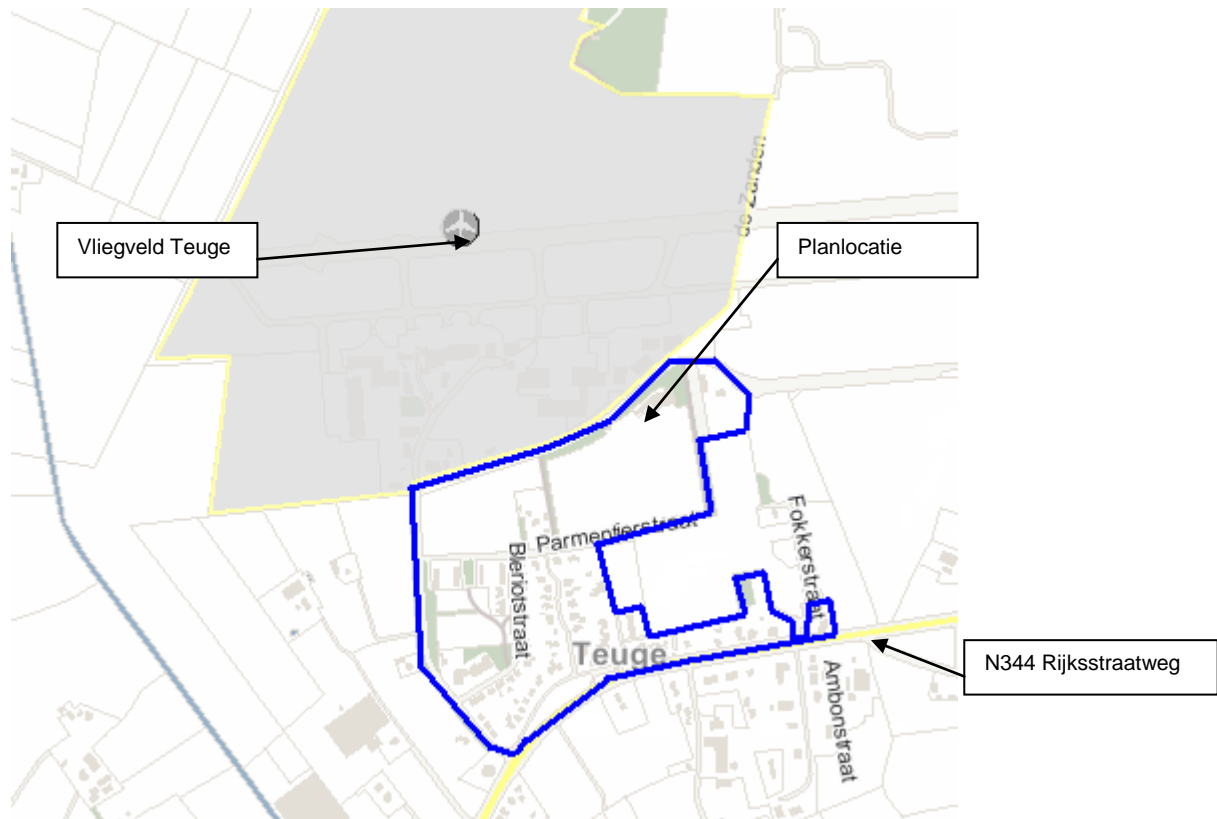 de Zanden
Vliegveld Teuge
Planlocatie
Parmentierstraat
Fokkerstraat
Bleriotstraat
Teuge
N344 Rijksstraatweg
Ambonstraat